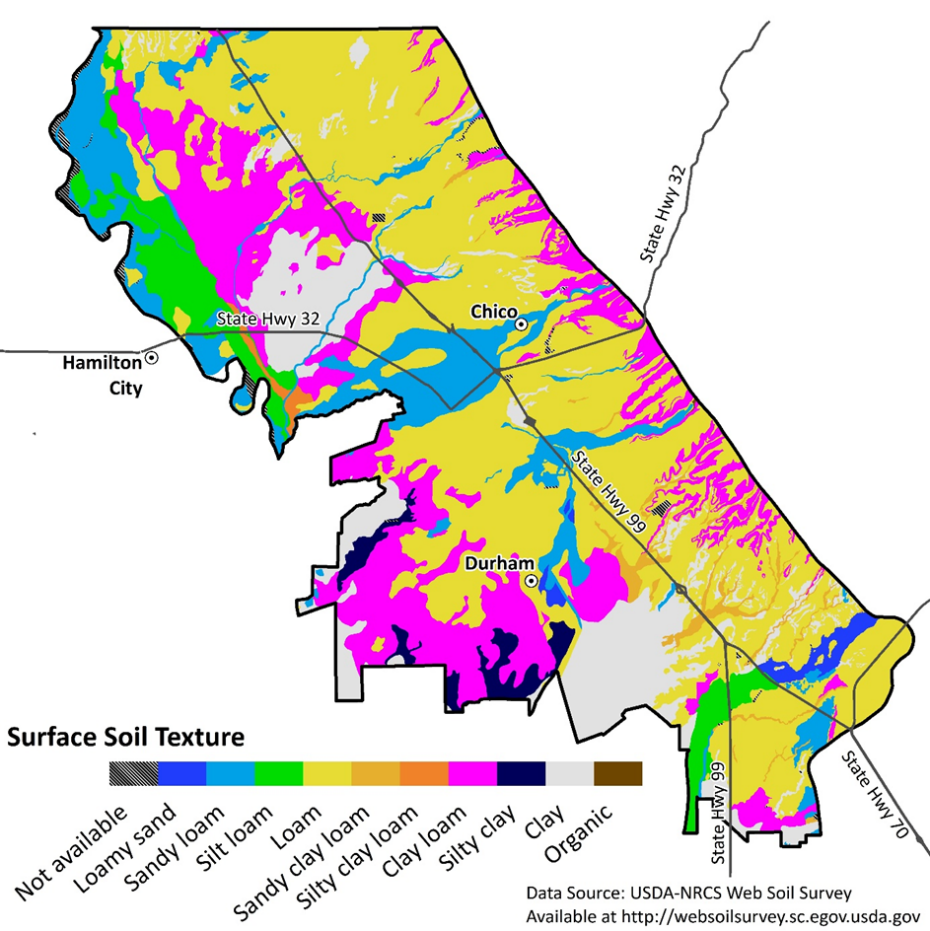 State Hwy 32
Chico
State Hwy 32
Hamilton
City
State Hwy 99
Durham
Surface Soil Texture
Not available
Loamy sand
Sandy loam
Silt loam
Loam
Sandy clay loam
Silty clay loam
Clay loam
Silty clay
Clay
Organic
State Hwy 99
State Hwy 70
Data Source: USDA-NRCS Web Soil Survey
Available at http://websoilsurvey.sc.egov.usda.gov